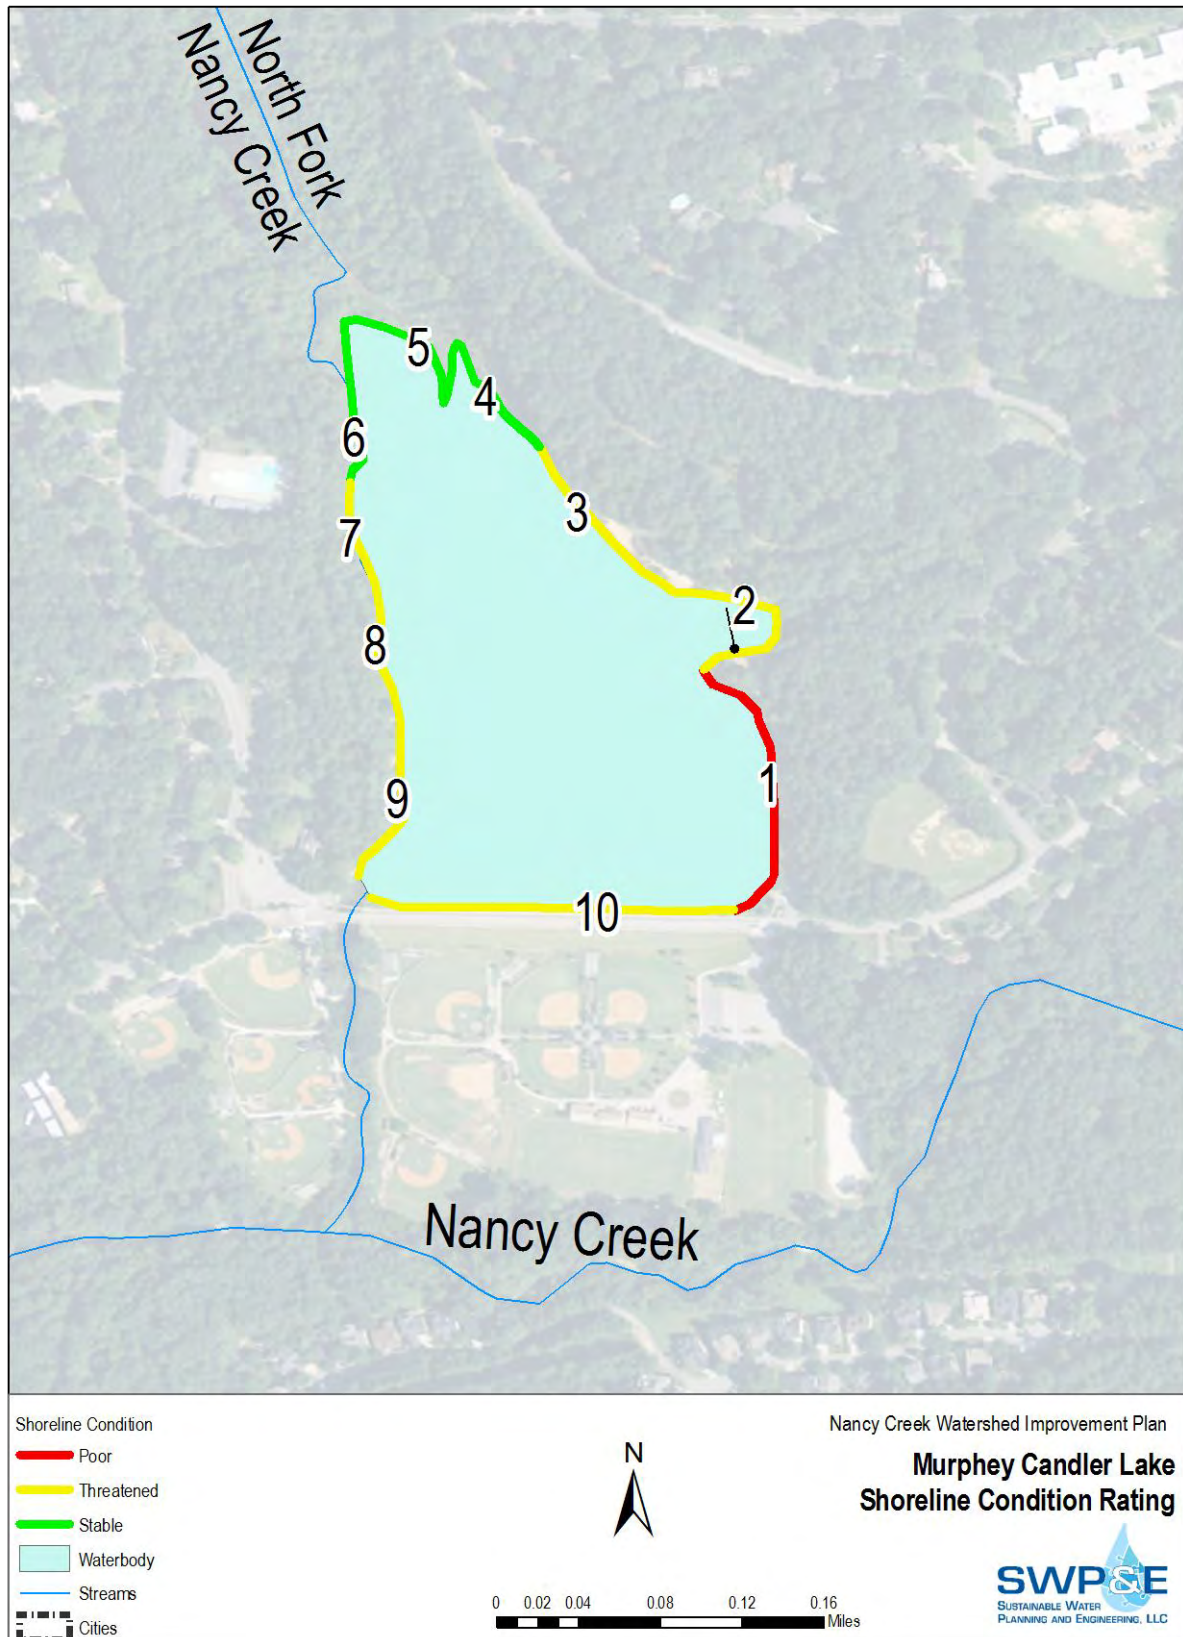 North Fork
Nancy Creek
5
4
6
3
7
2
8
1
9
10
Nancy Creek
Shoreline Condition
Poor
Threatened
Stable
Waterbody
Streams
Cities
N
0 0.02 0.04 0.08 0.12 0.16
Miles
Nancy Creek Watershed Improvement Plan
Murphey Candler Lake
Shoreline Condition Rating
SWP&E
SUSTAINABLE WATER
PLANNING AND ENGINEERING, LLC